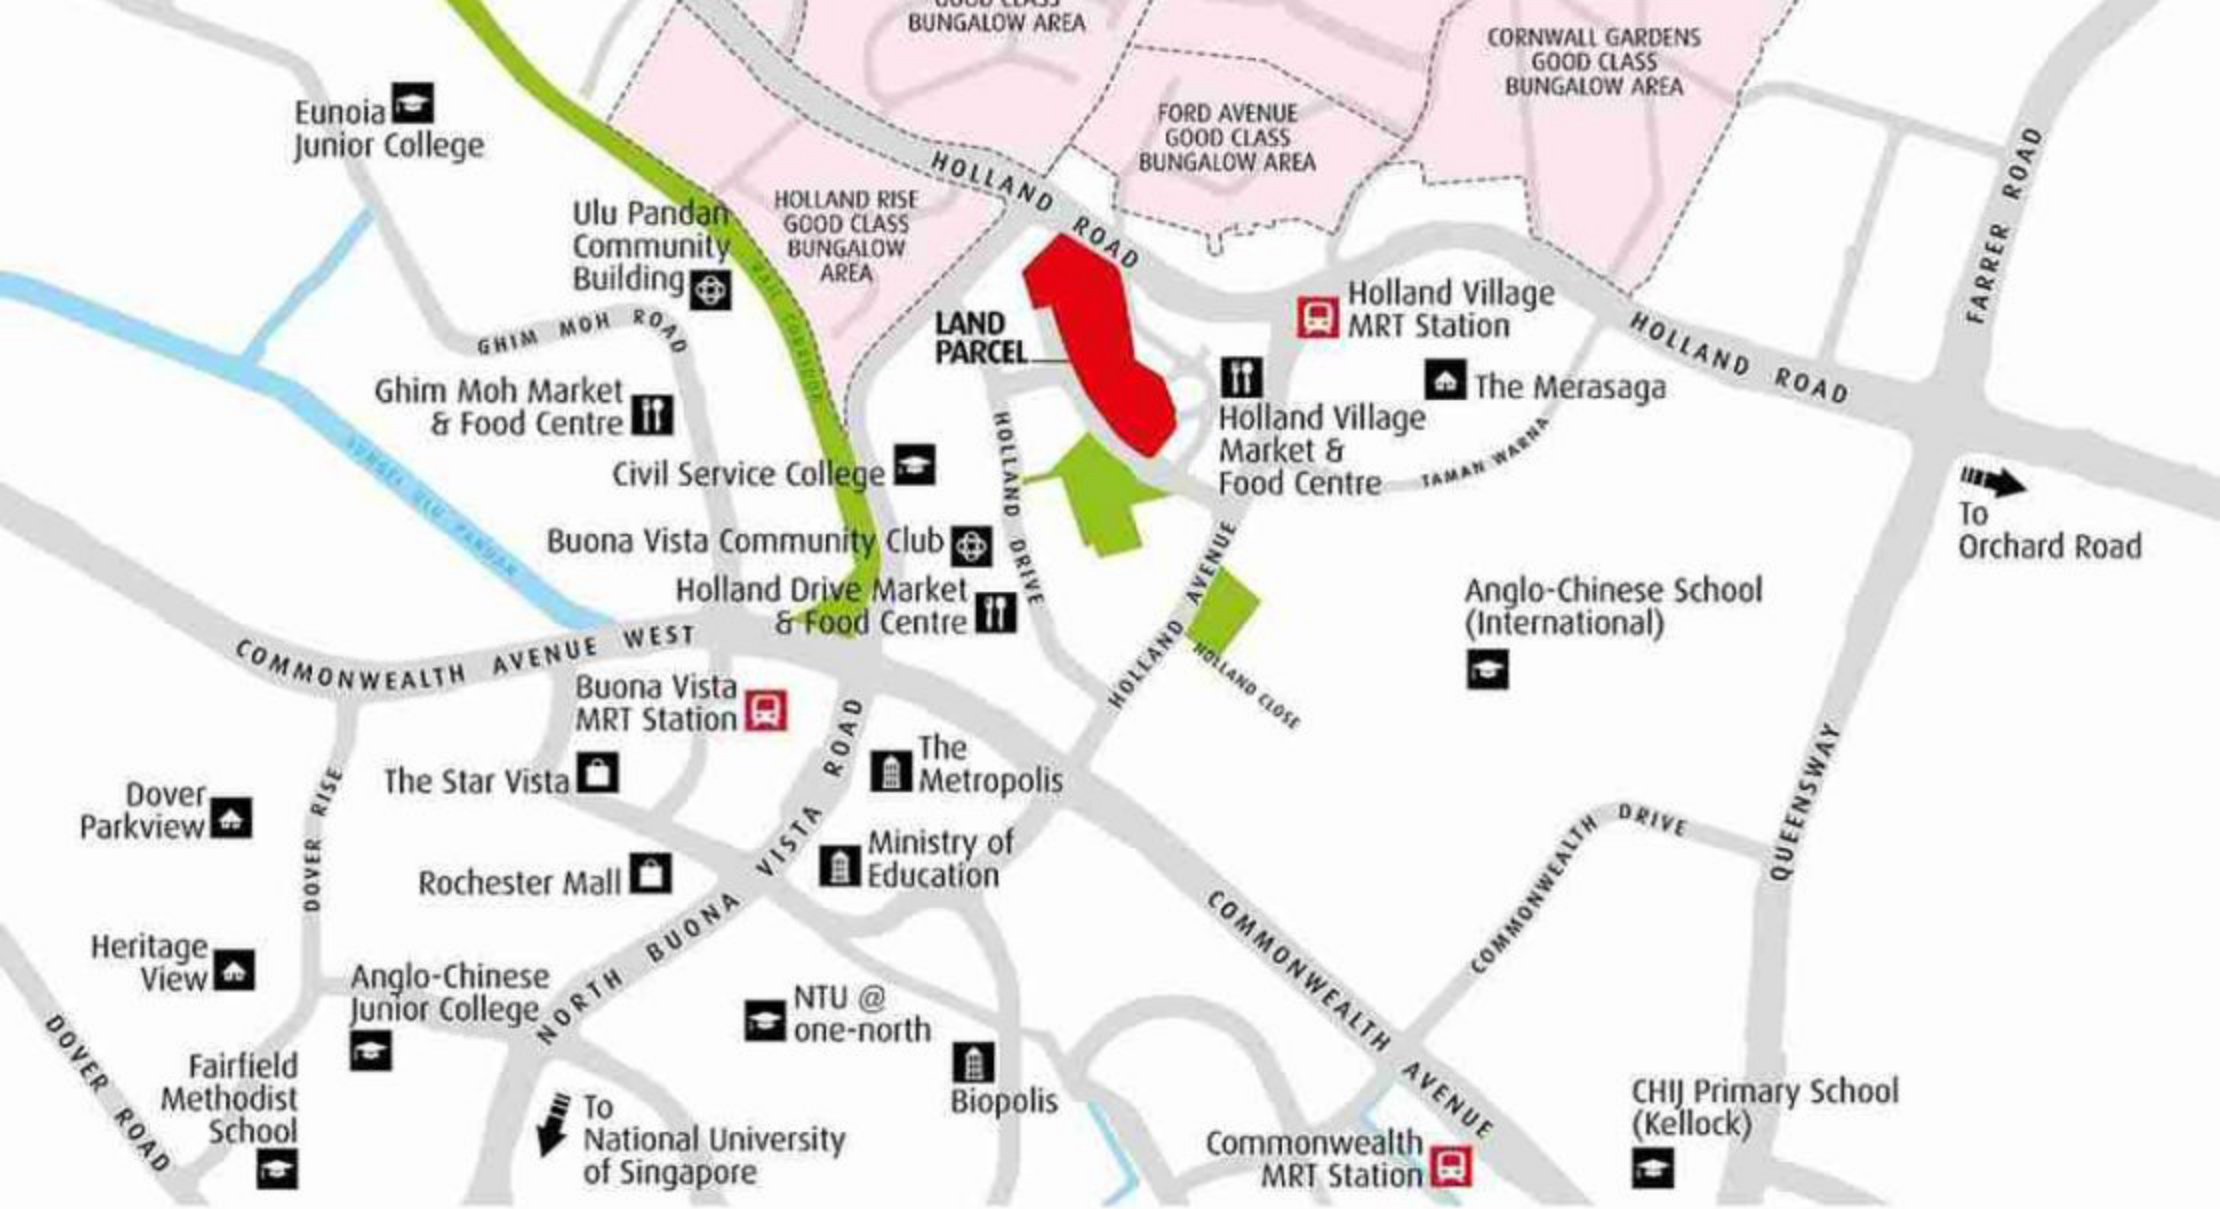 GOOD CLASS
BUNGALOW AREA
CORNWALL GARDENS
GOOD CLASS
BUNGALOW AREA
Eunoia
Junior College
FORD AVENUE
GOOD CLASS
BUNGALOW AREA
HOLLAND ROAD
FARRER ROAD
Ulu Pandan
Community
Building
HOLLAND RISE
GOOD CLASS
BUNGALOW
AREA
RAIL CORRIDOR
GHIM MOH ROAD
LAND
PARCEL
Holland Village
MRT Station
HOLLAND ROAD
The Merasaga
Ghim Moh Market
& Food Centre
Holland Village
Market &
Food Centre
TAMAN WARNA
SUNGEI ULU PANDAN
Civil Service College
HOLLAND DRIVE
To
Orchard Road
Buona Vista Community Club
Holland Drive Market
& Food Centre
HOLLAND AVENUE
HOLLAND CLOSE
Anglo-Chinese School
(International)
COMMONWEALTH AVENUE WEST
Buona Vista
MRT Station
The Star Vista
The
Metropolis
QUEENSWAY
Dover
Parkview
DOVER RISE
Rochester Mall
Ministry of
Education
COMMONWEALTH DRIVE
NORTH BUONA VISTA ROAD
Heritage
View
Anglo-Chinese
Junior College
NTU @
one-north
COMMONWEALTH AVENUE
DOVER ROAD
Fairfield
Methodist
School
To
National University
of Singapore
Biopolis
Commonwealth
MRT Station
CHIJ Primary School
(Kellock)